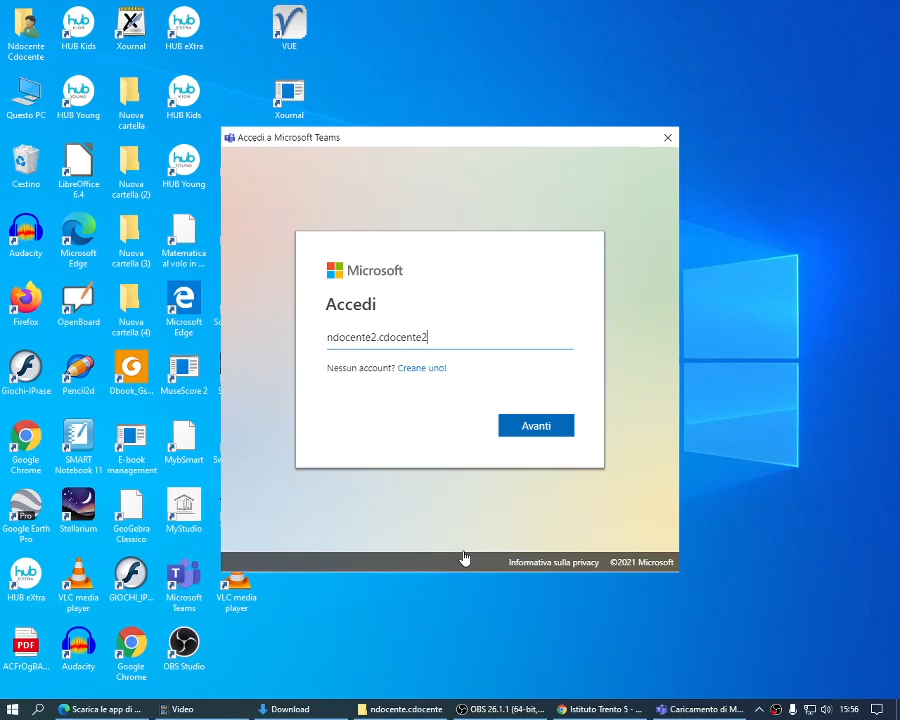 Ndocente
Cdocente
HUB Kids
Xournal
HUB eXtra
VUE
Questo PC
HUB Young
Nuova
cartella
HUB Kids
Xournal
Cestino
LibreOffice
6.4
Nuova
cartella (2)
HUB Young
Audacity
Microsoft
Edge
Nuova
cartella (3)
Matematica
al volo in ...
Firefox
OpenBoard
Nuova
cartella (4)
Microsoft
Edge
Giochi-IPrase
Pencil2d
Dbook_Gs...
MuseScore 2
Google
Chrome
SMART
Notebook 11
E-book
management
MybSmart
Google Earth
Pro
Stellarium
GeoGebra
Classico
MyStudio
HUB eXtra
VLC media
player
GIOCHI_IP...
Microsoft
Teams
VLC media
player
ACFrOgBA...
Audacity
Google
Chrome
OBS Studio
Accedi a Microsoft Teams
Microsoft
Accedi
ndocente2.cdocente2
Nessun account? Creane uno!
Avanti
Informativa sulla privacy ©2021 Microsoft
Scarica le app di ...
Video
Download
ndocente.cdocente
OBS 26.1.1 (64-bit,...
Istituto Trento 5 - ...
Caricamento di M...
15:56